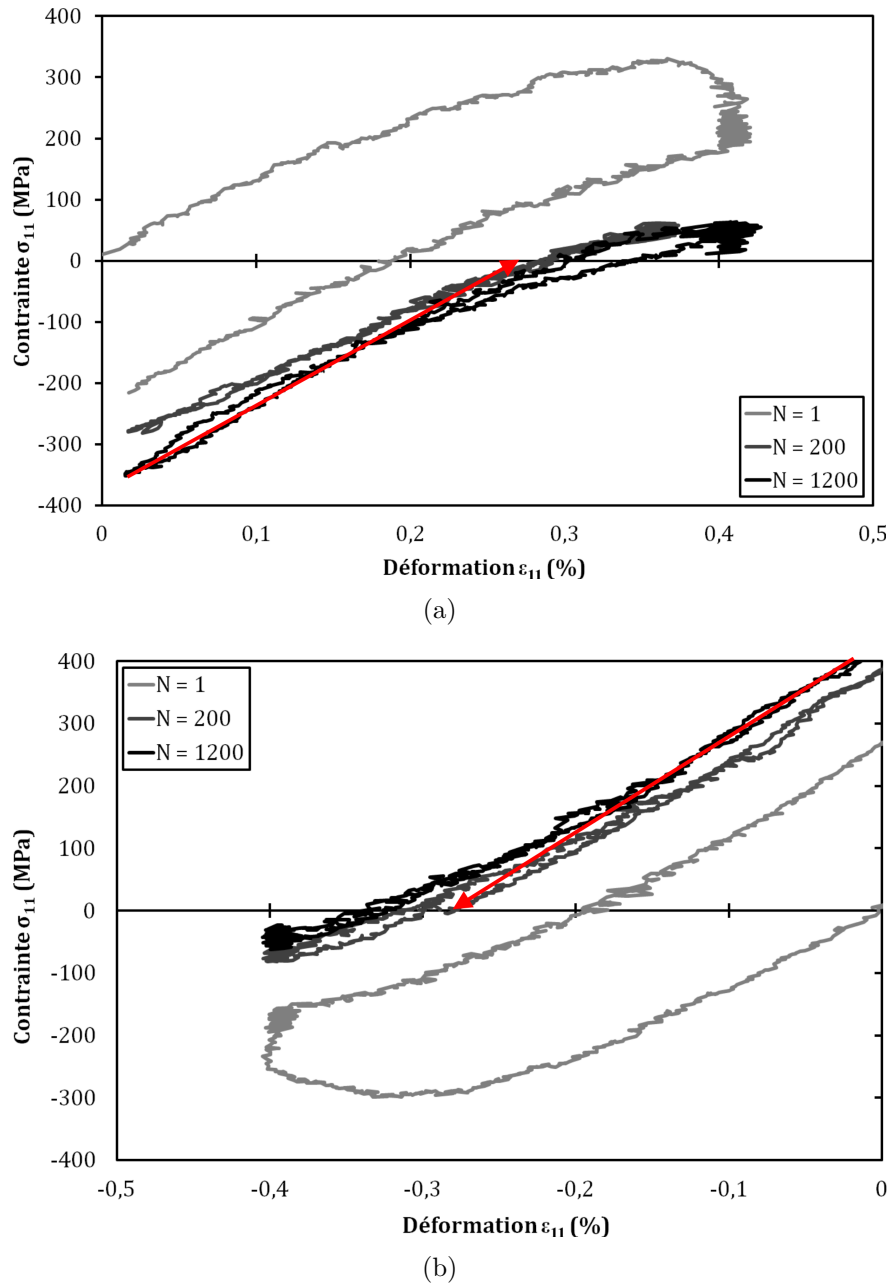 400
300
200
100
0
-100
-200
-300
-400
Contrainte σ₁₁ (MPa)
N = 1
N = 200
N = 1200
0 0,1 0,2 0,3 0,4 0,5
Déformation ε₁₁ (%)
(a)
400
300
200
100
0
-100
-200
-300
-400
Contrainte σ₁₁ (MPa)
N = 1
N = 200
N = 1200
-0,5 -0,4 -0,3 -0,2 -0,1 0
Déformation ε₁₁ (%)
(b)